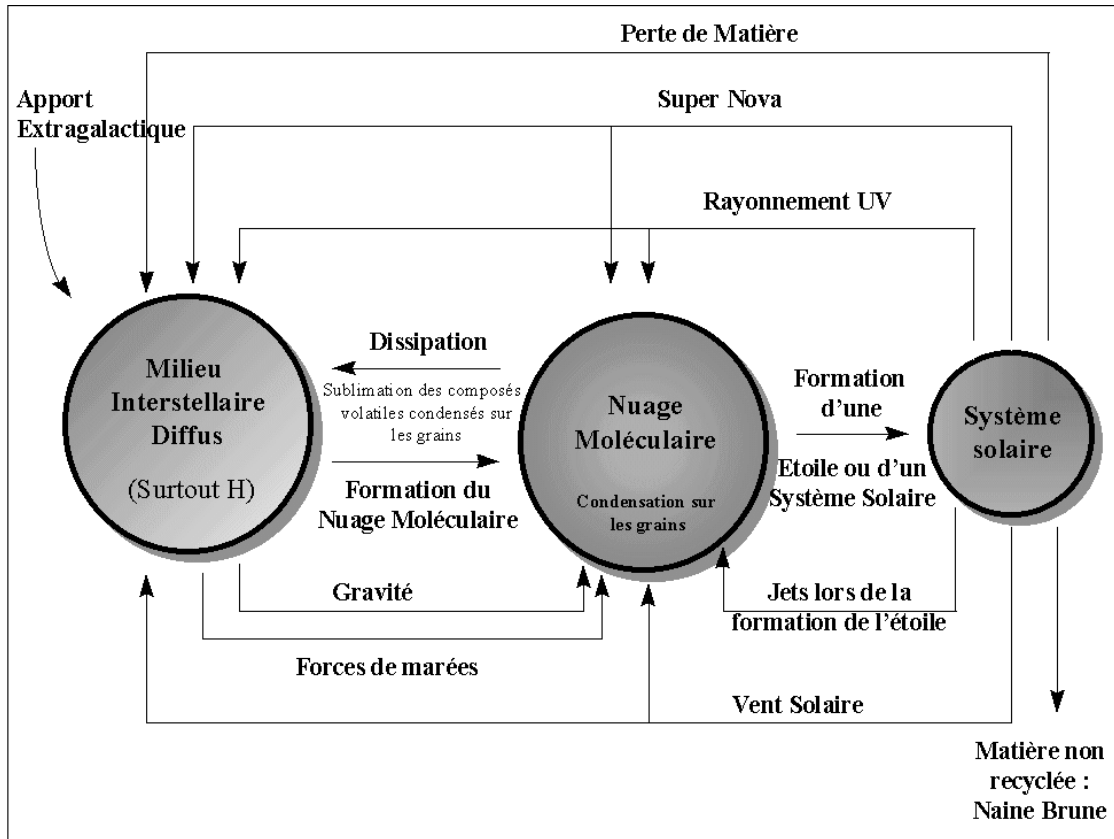 Perte de Matière
Apport
Extragalactique
Super Nova
Rayonnement UV
Milieu
Interstellaire
Diffus
(Surtout H)
Dissipation
Sublimation des composés
volatiles condensés sur
les grains
Formation du
Nuage Moléculaire
Nuage
Moléculaire
Condensation sur
les grains
Formation
d'une
Etoile ou d'un
Système Solaire
Système
solaire
Gravité
Forces de marées
Jets lors de la
formation de l'étoile
Vent Solaire
Matière non
recyclée :
Naine Brune